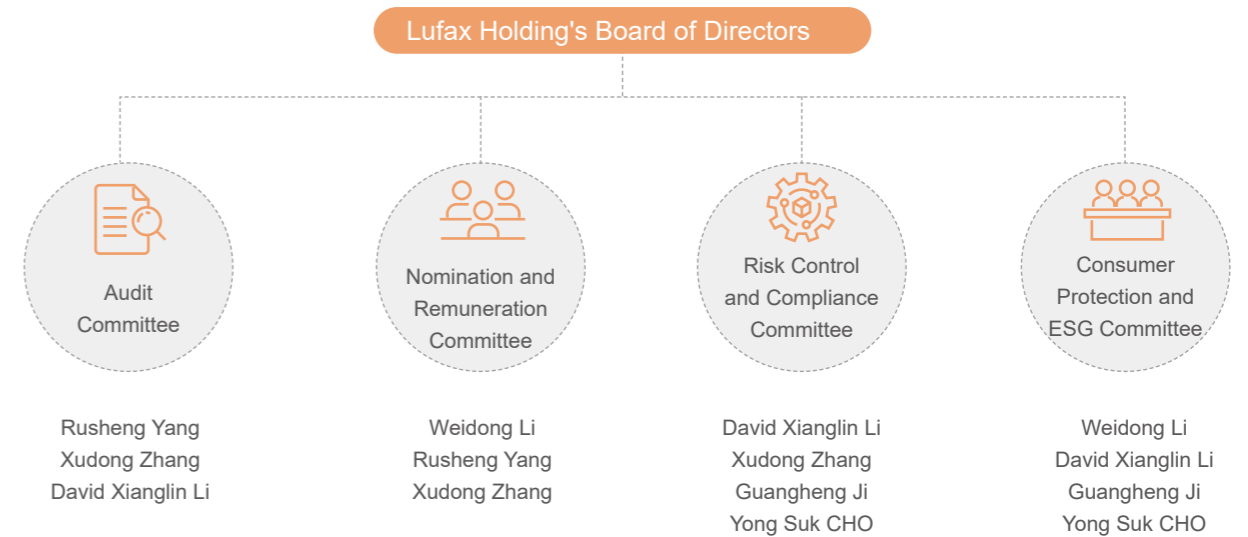 Lufax Holding's Board of Directors
Audit
Committee
Rusheng Yang
Xudong Zhang
David Xianglin Li
Nomination and
Remuneration
Committee
Weidong Li
Rusheng Yang
Xudong Zhang
Risk Control
and Compliance
Committee
David Xianglin Li
Xudong Zhang
Guangheng Ji
Yong Suk CHO
Consumer
Protection and
ESG Committee
Weidong Li
David Xianglin Li
Guangheng Ji
Yong Suk CHO